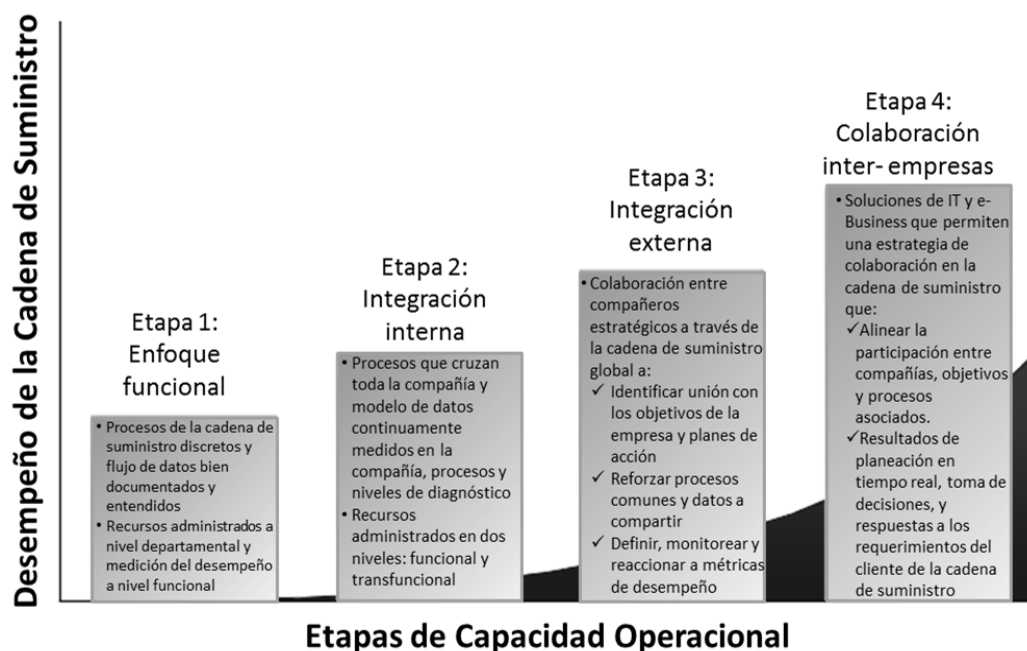 Desempeño de la Cadena de Suministro
Etapa 1:
Enfoque
funcional
• Procesos de la cadena de
suministro discretos y
flujo de datos bien
documentados y
entendidos
• Recursos administrados a
nivel departamental y
medición del desempeño
a nivel funcional
Etapa 2:
Integración
interna
• Procesos que cruzan
toda la compañía y
modelo de datos
continuamente
medidos en la
compañía, procesos y
niveles de diagnóstico
• Recursos
administrados en dos
niveles: funcional y
transfuncional
Etapa 3:
Integración
externa
• Colaboración entre
compañeros
estratégicos a través de
la cadena de suministro
global a:
✓ Identificar unión con
los objetivos de la
empresa y planes de
acción
✓ Reforzar procesos
comunes y datos a
compartir
✓ Definir, monitorear y
reaccionar a métricas
de desempeño
Etapa 4:
Colaboración
inter- empresas
• Soluciones de IT y e-
Business que permiten
una estrategia de
colaboración en la
cadena de suministro
que:
✓Alinear la
participación entre
compañías, objetivos
y procesos
asociados.
✓Resultados de
planeación en
tiempo real, toma de
decisiones, y
respuestas a los
requerimientos del
cliente de la cadena
de suministro
Etapas de Capacidad Operacional